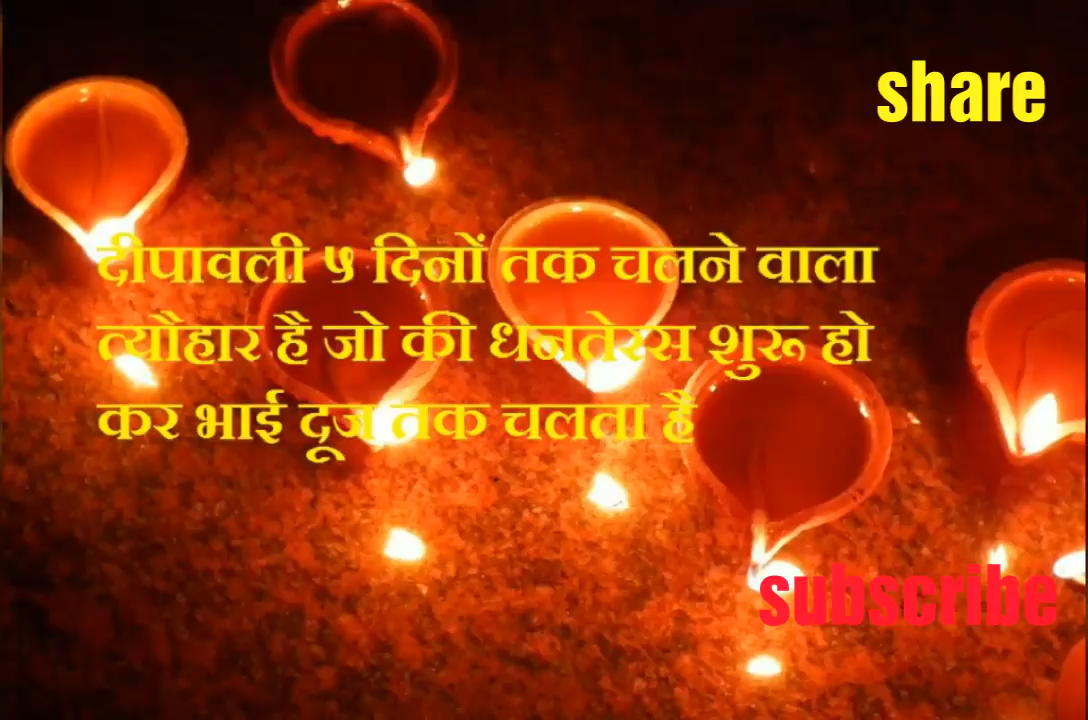 share
दीपावली ५ दिनों तक चलने वाला
त्यौहार है जो की धनतेरस शुरू हो
कर भाई दूज तक चलता है
subscribe